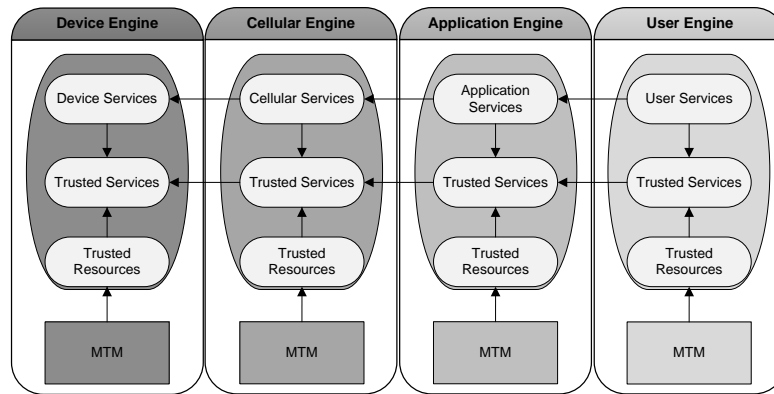 Device Engine
Cellular Engine
Application Engine
User Engine
Device Services
Cellular Services
Application
Services
User Services
Trusted Services
Trusted Services
Trusted Services
Trusted Services
Trusted
Resources
Trusted
Resources
Trusted
Resources
Trusted
Resources
MTM
MTM
MTM
MTM